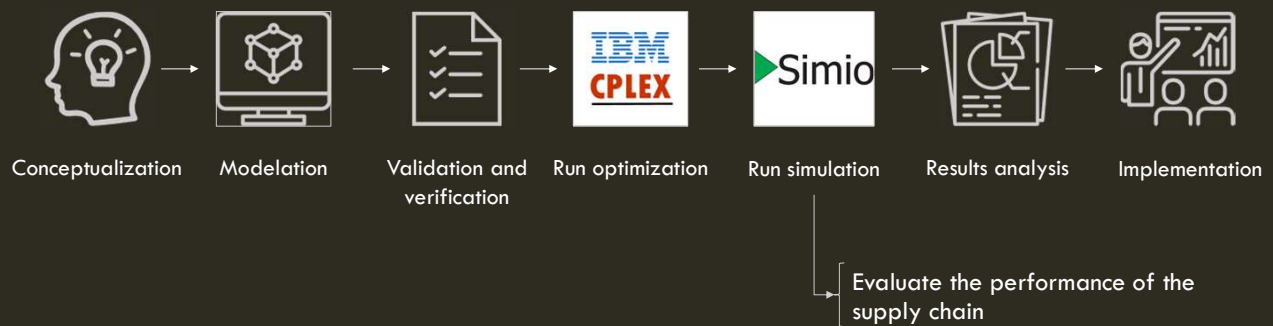 IBM
CPLEX
Simio
Conceptualization
Modelation
Validation and
verification
Run optimization
Run simulation
Results analysis
Implementation
Evaluate the performance of the
supply chain